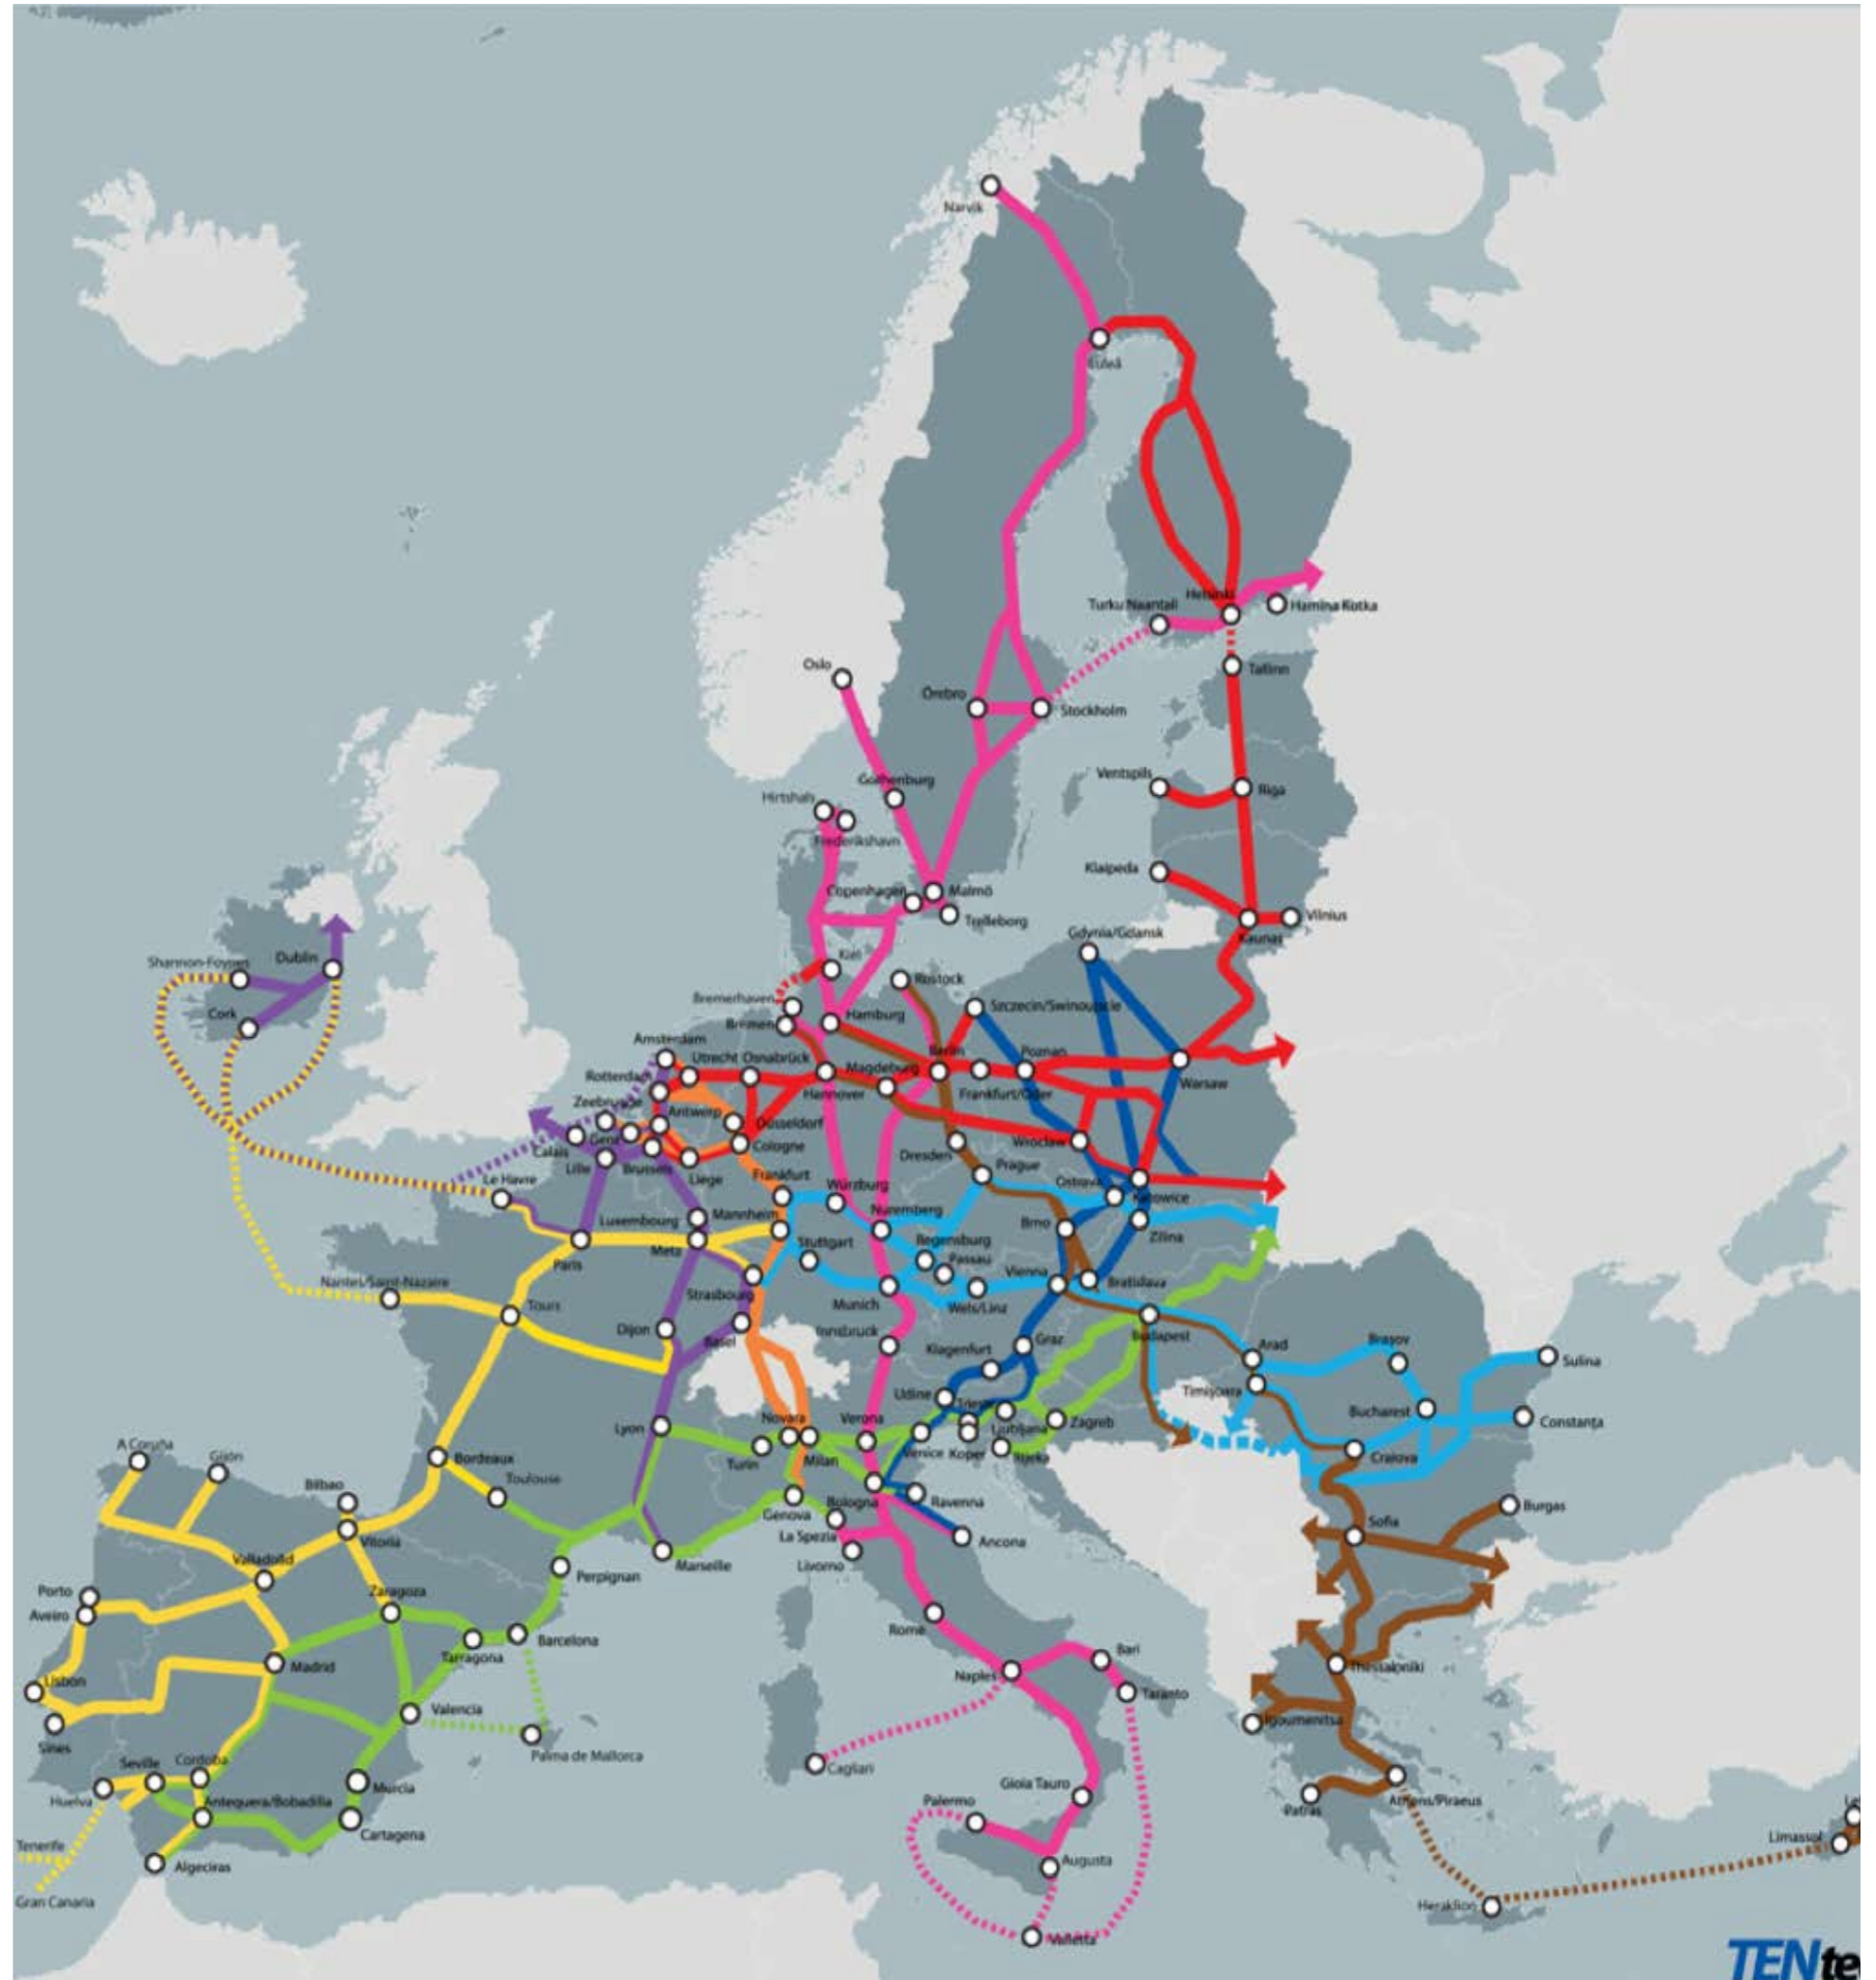 Narvik
Luleå
Helsinki
Turku Naantali
Hamina Kotka
Oslo
Tallinn
Örebro
Stockholm
Gothenburg
Ventspils
Riga
Hirtshals
Frederikshavn
Klaipeda
Copenhagen
Malmö
Trelleborg
Vilnius
Kaunas
Gdynia/Gdansk
Shannon-Foynes
Dublin
Kiel
Rostock
Bremerhaven
Szczecin/Swinoujscie
Cork
Bremen
Hamburg
Amsterdam
Utrecht
Osnabrück
Berlin
Poznan
Rotterdam
Magdeburg
Warsaw
Hannover
Frankfurt/Oder
Zeebrugge
Antwerp
Düsseldorf
Gent
Cologne
Wroclaw
Calais
Dresden
Lille
Brussels
Liege
Frankfurt
Prague
Le Havre
Würzburg
Ostrava
Katowice
Luxembourg
Mannheim
Nuremberg
Brno
Zilina
Metz
Stuttgart
Regensburg
Paris
Passau
Nantes/Saint-Nazaire
Strasbourg
Vienna
Bratislava
Tours
Munich
Wels/Linz
Dijon
Basel
Innsbruck
Graz
Budapest
Klagenfurt
Arad
Braşov
Sulina
Udine
Timişoara
Trieste
Bucharest
Constanţa
Novara
Verona
Ljubljana
Zagreb
Lyon
Venice
Koper
Rijeka
Craiova
A Coruña
Gijón
Bordeaux
Turin
Milan
Toulouse
Bilbao
Genova
Bologna
Ravenna
Burgas
Vitoria
La Spezia
Ancona
Sofia
Valladolid
Marseille
Livorno
Perpignan
Porto
Zaragoza
Aveiro
Rome
Barcelona
Tarragona
Bari
Madrid
Naples
Thessaloniki
Lisbon
Taranto
Valencia
Igoumenitsa
Sines
Palma de Mallorca
Seville
Cordoba
Cagliari
Gioia Tauro
Huelva
Murcia
Antequera/Bobadilla
Palermo
Patras
Athens/Piraeus
Cartagena
Limassol
Tenerife
Algeciras
Augusta
Gran Canaria
Heraklion
Valletta
TENte